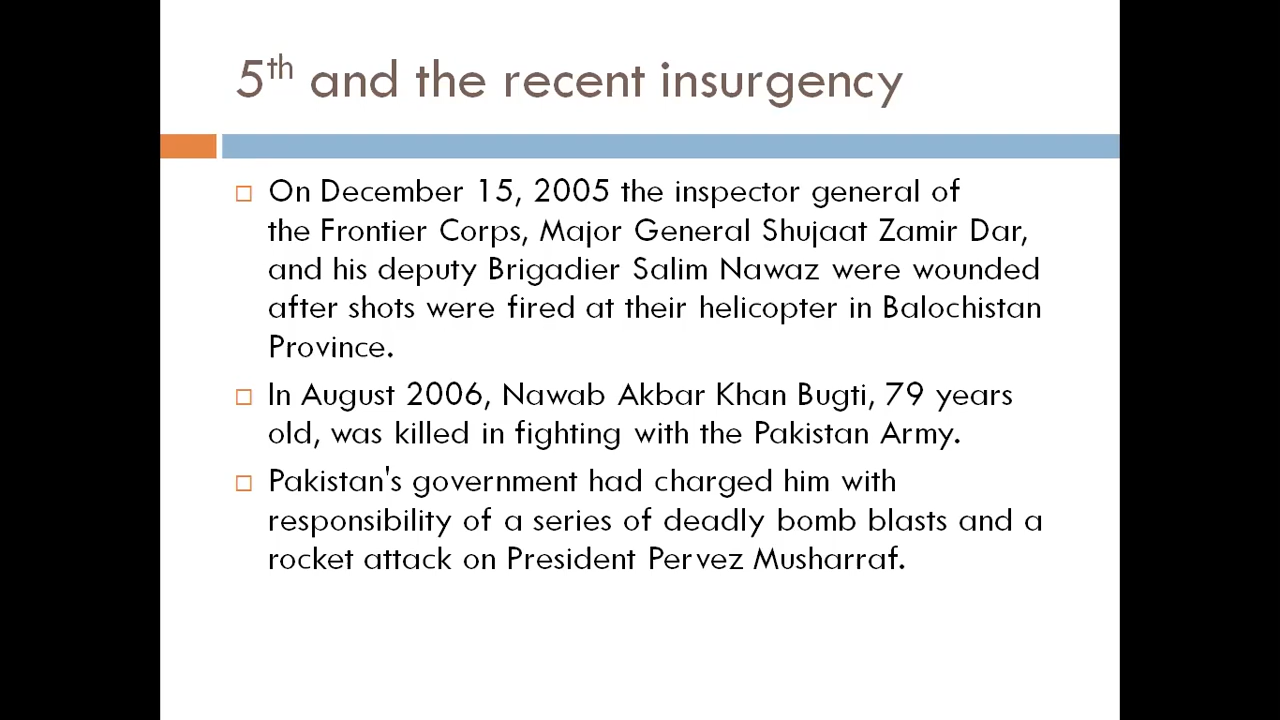 5th and the recent insurgency
On December 15, 2005 the inspector general of
the Frontier Corps, Major General Shujaat Zamir Dar,
and his deputy Brigadier Salim Nawaz were wounded
after shots were fired at their helicopter in Balochistan
Province.
In August 2006, Nawab Akbar Khan Bugti, 79 years
old, was killed in fighting with the Pakistan Army.
Pakistan's government had charged him with
responsibility of a series of deadly bomb blasts and a
rocket attack on President Pervez Musharraf.